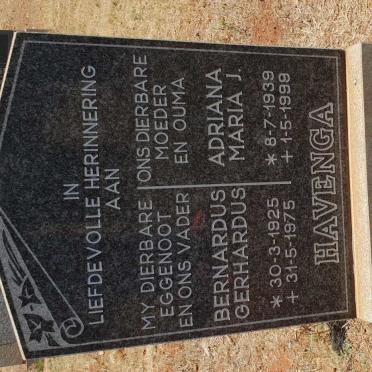 IN
LIEFDEVOLLE HERINNERING
AAN
MY DIERBARE
EGGENOOT
EN ONS VADER
BERNARDUS
GERHARDUS
* 30-3-1925
+ 31-5-1975
ONS DIERBARE
MOEDER
EN OUMA
ADRIANA
MARIA J.
* 8-7-1939
+ 1-5-1998
HAVENGA